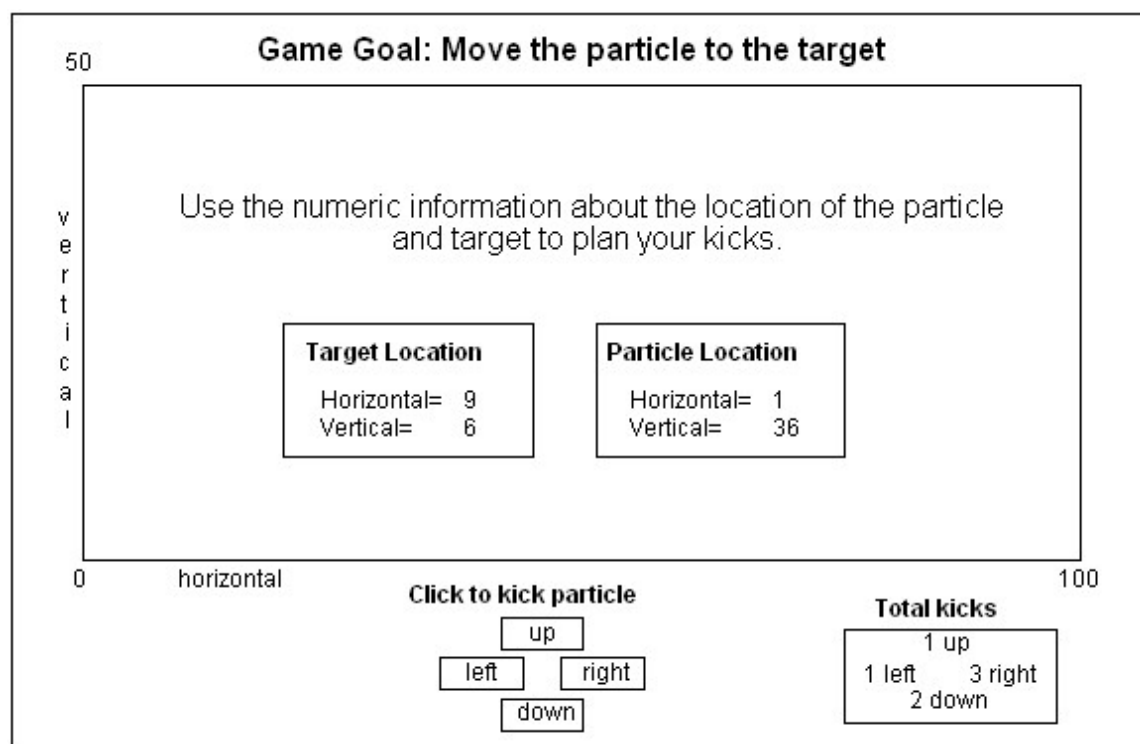 Game Goal: Move the particle to the target
50
vertical
Use the numeric information about the location of the particle
and target to plan your kicks.
Target Location
Horizontal= 9
Vertical= 6
Particle Location
Horizontal= 1
Vertical= 36
0 horizontal 100
Click to kick particle
up
left right
down
Total kicks
1 up
1 left 3 right
2 down